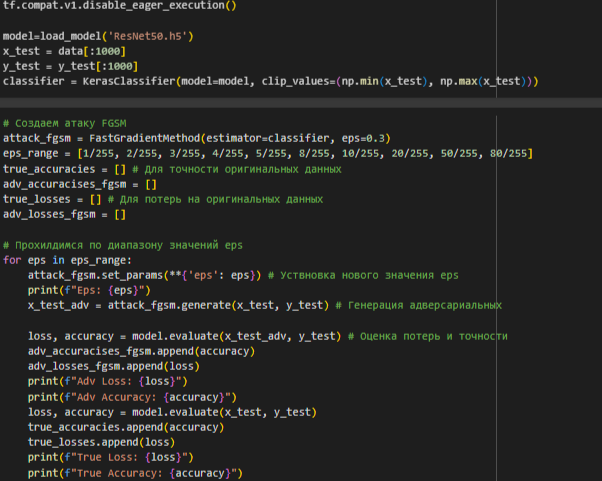 tf.compat.v1.disable_eager_execution()
model=load_model('ResNet50.h5')
x_test = data[:1000]
y_test = y_test[:1000]
classifier = KerasClassifier(model=model, clip_values=(np.min(x_test), np.max(x_test)))
# Создаем атаку FGSM
attack_fgsm = FastGradientMethod(estimator=classifier, eps=0.3)
eps_range = [1/255, 2/255, 3/255, 4/255, 5/255, 8/255, 10/255, 20/255, 50/255, 80/255]
true_accuracies = [] # Для точности оригинальных данных
adv_accuracises_fgsm = []
true_losses = [] # Для потерь на оригинальных данных
adv_losses_fgsm = []
# Прохилдимся по диапазону значений eps
for eps in eps_range:
    attack_fgsm.set_params(**{'eps': eps}) # Уствновка нового значения eps
    print(f"Eps: {eps}")
    x_test_adv = attack_fgsm.generate(x_test, y_test) # Генерация адверсариальных
    loss, accuracy = model.evaluate(x_test_adv, y_test) # Оценка потерь и точности
    adv_accuracises_fgsm.append(accuracy)
    adv_losses_fgsm.append(loss)
    print(f"Adv Loss: {loss}")
    print(f"Adv Accuracy: {accuracy}")
    loss, accuracy = model.evaluate(x_test, y_test)
    true_accuracies.append(accuracy)
    true_losses.append(loss)
    print(f"True Loss: {loss}")
    print(f"True Accuracy: {accuracy}")